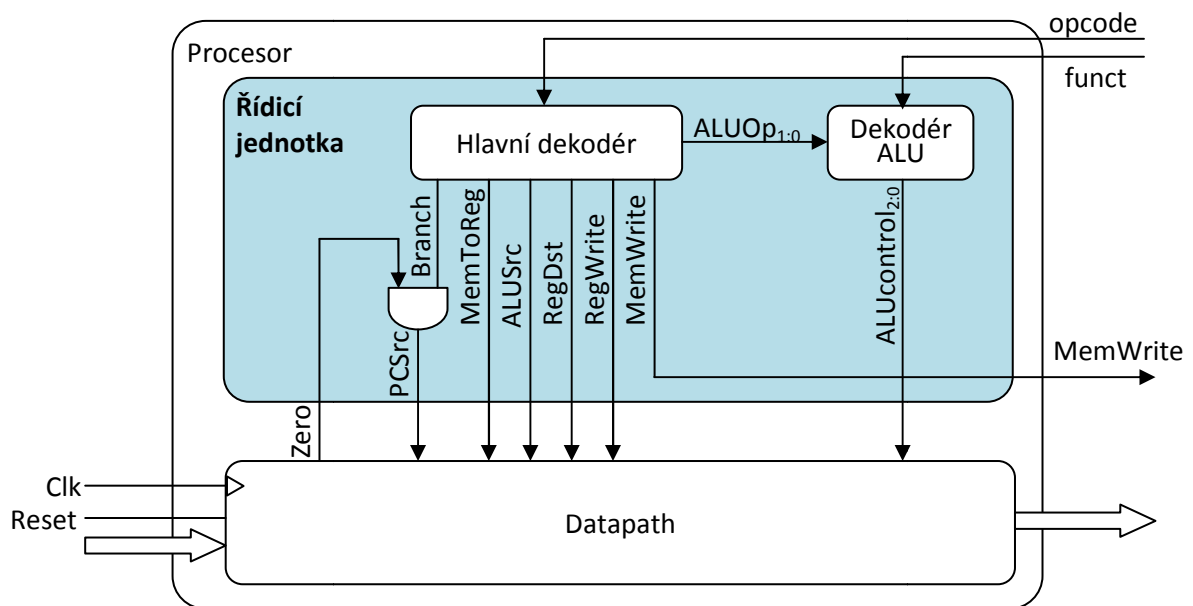 opcode
Procesor
funct
Řídicí
jednotka
Hlavní dekodér
ALUOp1:0
Dekodér
ALU
Branch
MemToReg
ALUSrc
RegDst
RegWrite
MemWrite
ALUcontrol2:0
PCSrc
MemWrite
Zero
Clk
Reset
Datapath